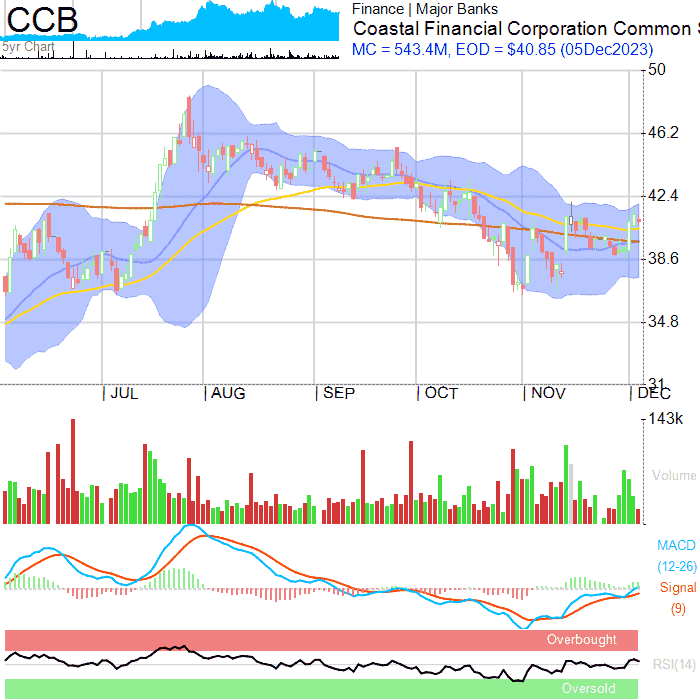 CCB
5yr Chart
Finance | Major Banks
Coastal Financial Corporation Common S
MC = 543.4M, EOD = $40.85 (05Dec2023)
50
46.2
42.4
38.6
34.8
31
JUL AUG SEP OCT NOV DEC
143k
Volume
MACD
(12-26)
Signal
(9)
Overbought
RSI(14)
Oversold